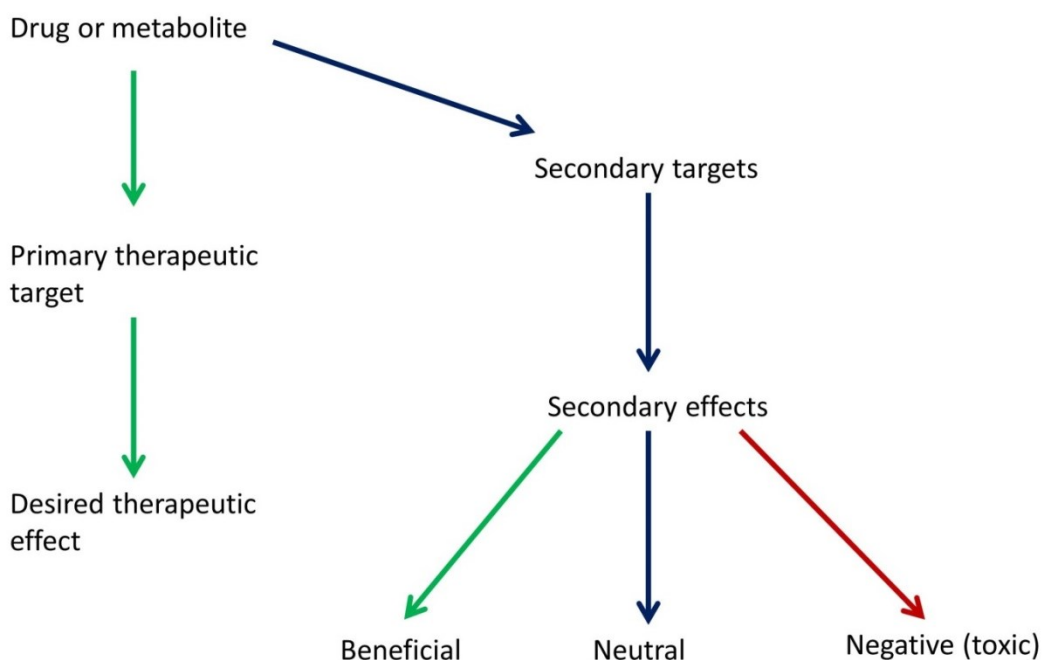 Drug or metabolite
Secondary targets
Primary therapeutic
target
Secondary effects
Desired therapeutic
effect
Beneficial
Neutral
Negative (toxic)